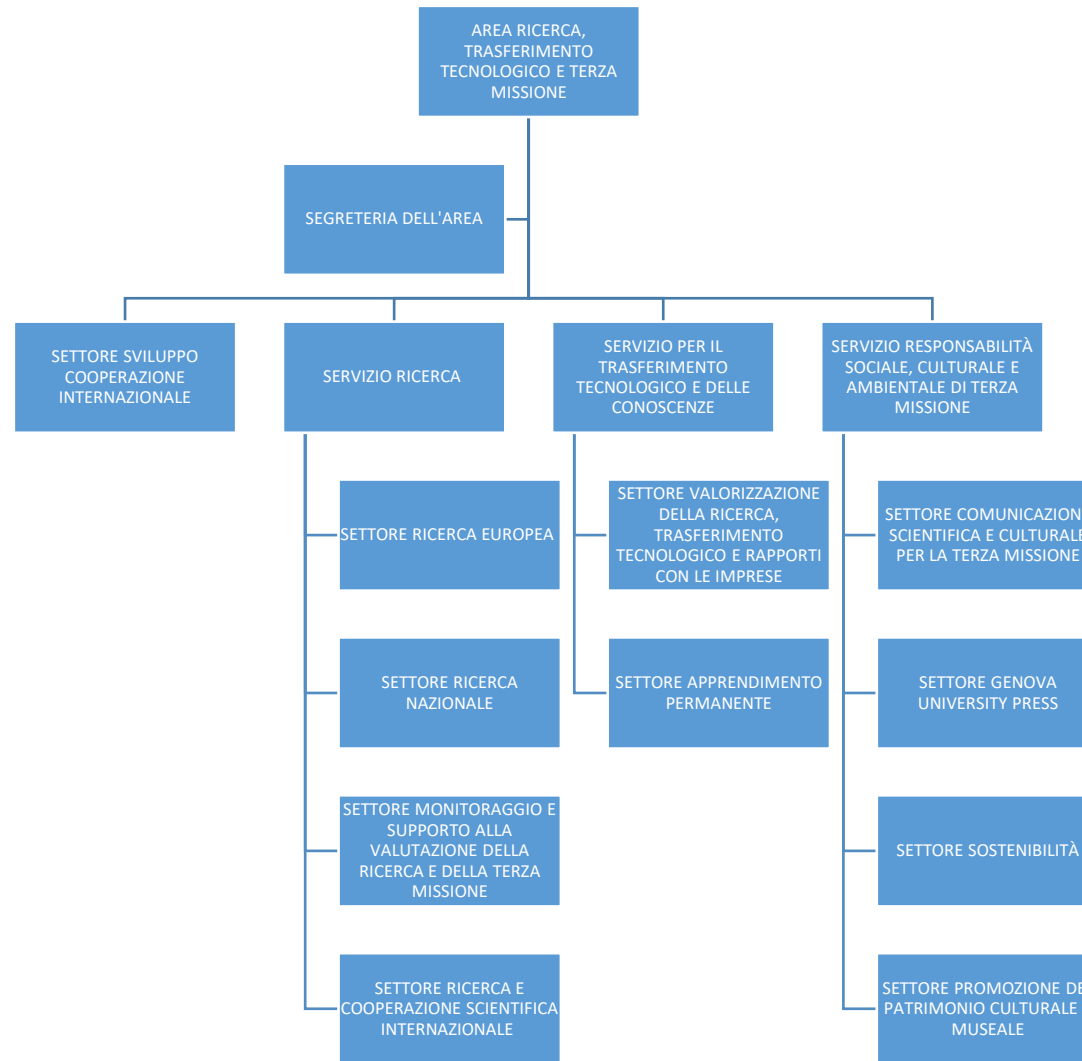 AREA RICERCA,
TRASFERIMENTO
TECNOLOGICO E TERZA
MISSIONE
SEGRETERIA DELL'AREA
SETTORE SVILUPPO
COOPERAZIONE
INTERNAZIONALE
SERVIZIO RICERCA
SERVIZIO PER IL
TRASFERIMENTO
TECNOLOGICO E DELLE
CONOSCENZE
SERVIZIO RESPONSABILITÀ
SOCIALE, CULTURALE E
AMBIENTALE DI TERZA
MISSIONE
SETTORE RICERCA EUROPEA
SETTORE RICERCA
NAZIONALE
SETTORE MONITORAGGIO E
SUPPORTO ALLA
VALUTAZIONE DELLA
RICERCA E DELLA TERZA
MISSIONE
SETTORE RICERCA E
COOPERAZIONE SCIENTIFICA
INTERNAZIONALE
SETTORE VALORIZZAZIONE
DELLA RICERCA,
TRASFERIMENTO
TECNOLOGICO E RAPPORTI
CON LE IMPRESE
SETTORE APPRENDIMENTO
PERMANENTE
SETTORE COMUNICAZION
SCIENTIFICA E CULTURALE
PER LA TERZA MISSIONE
SETTORE GENOVA
UNIVERSITY PRESS
SETTORE SOSTENIBILITÀ
SETTORE PROMOZIONE DE
PATRIMONIO CULTURALE
MUSEALE